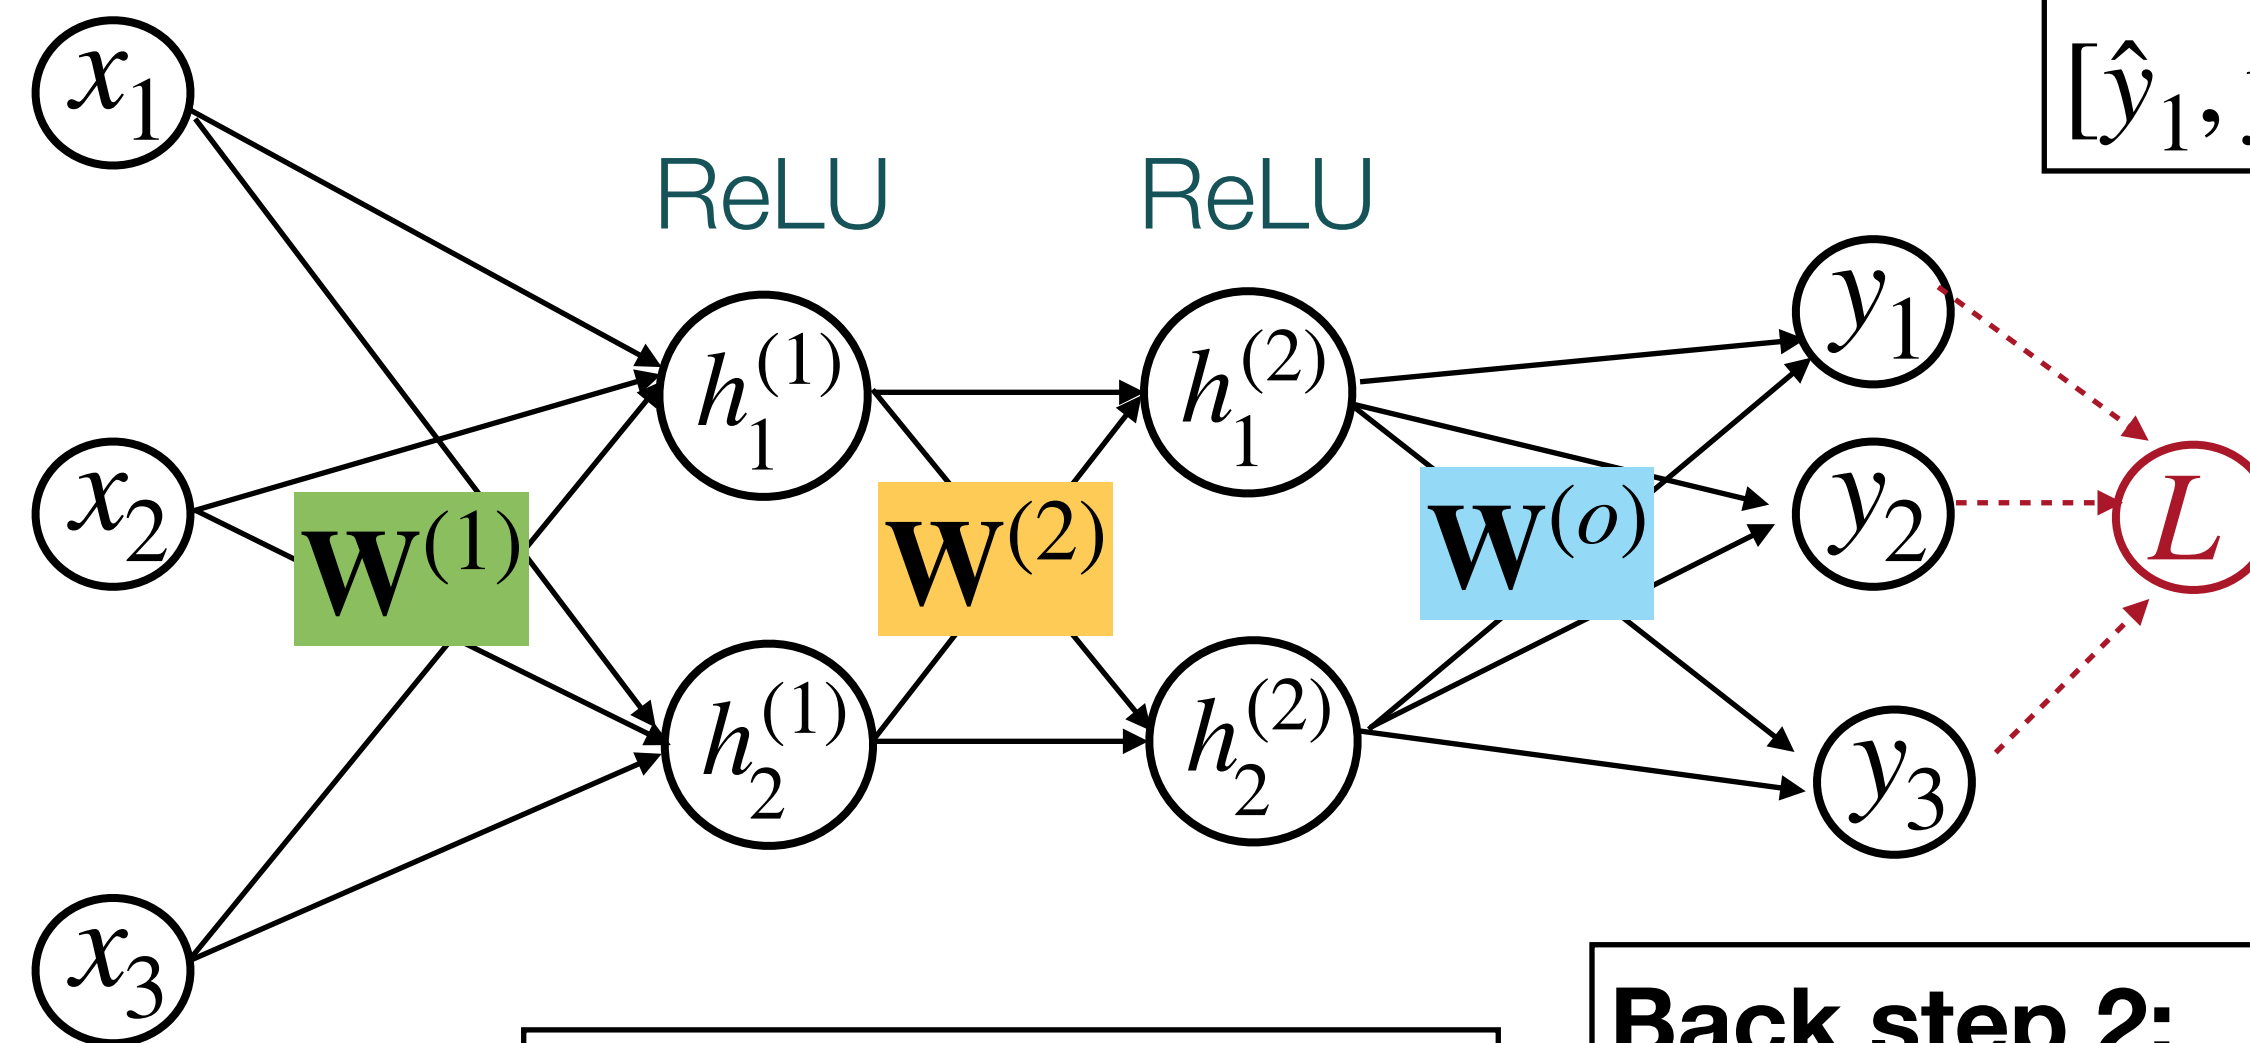 x₁
[ŷ₁,
ReLU ReLU
y₁
h₁⁽¹⁾ h₁⁽²⁾
x₂
W⁽¹⁾ W⁽²⁾ W⁽ᵒ⁾
y₂
L
h₂⁽¹⁾ h₂⁽²⁾
y₃
x₃
Back step 2: